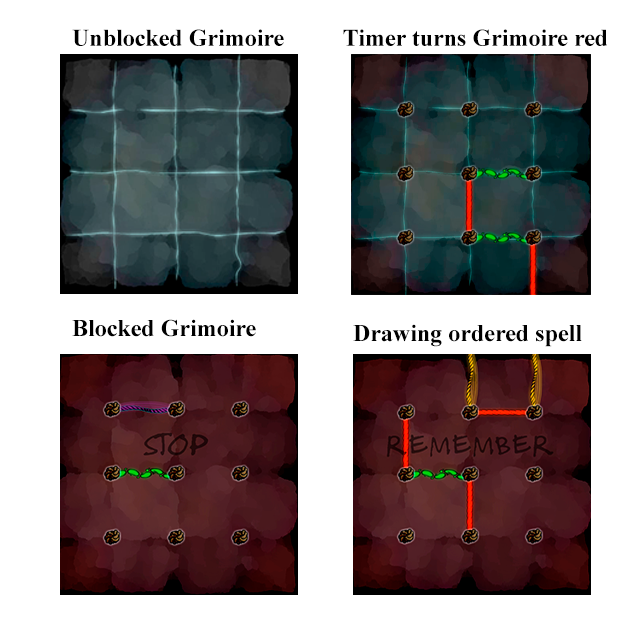 Unblocked Grimoire
Timer turns Grimoire red
Blocked Grimoire
STOP
Drawing ordered spell
REMEMBER